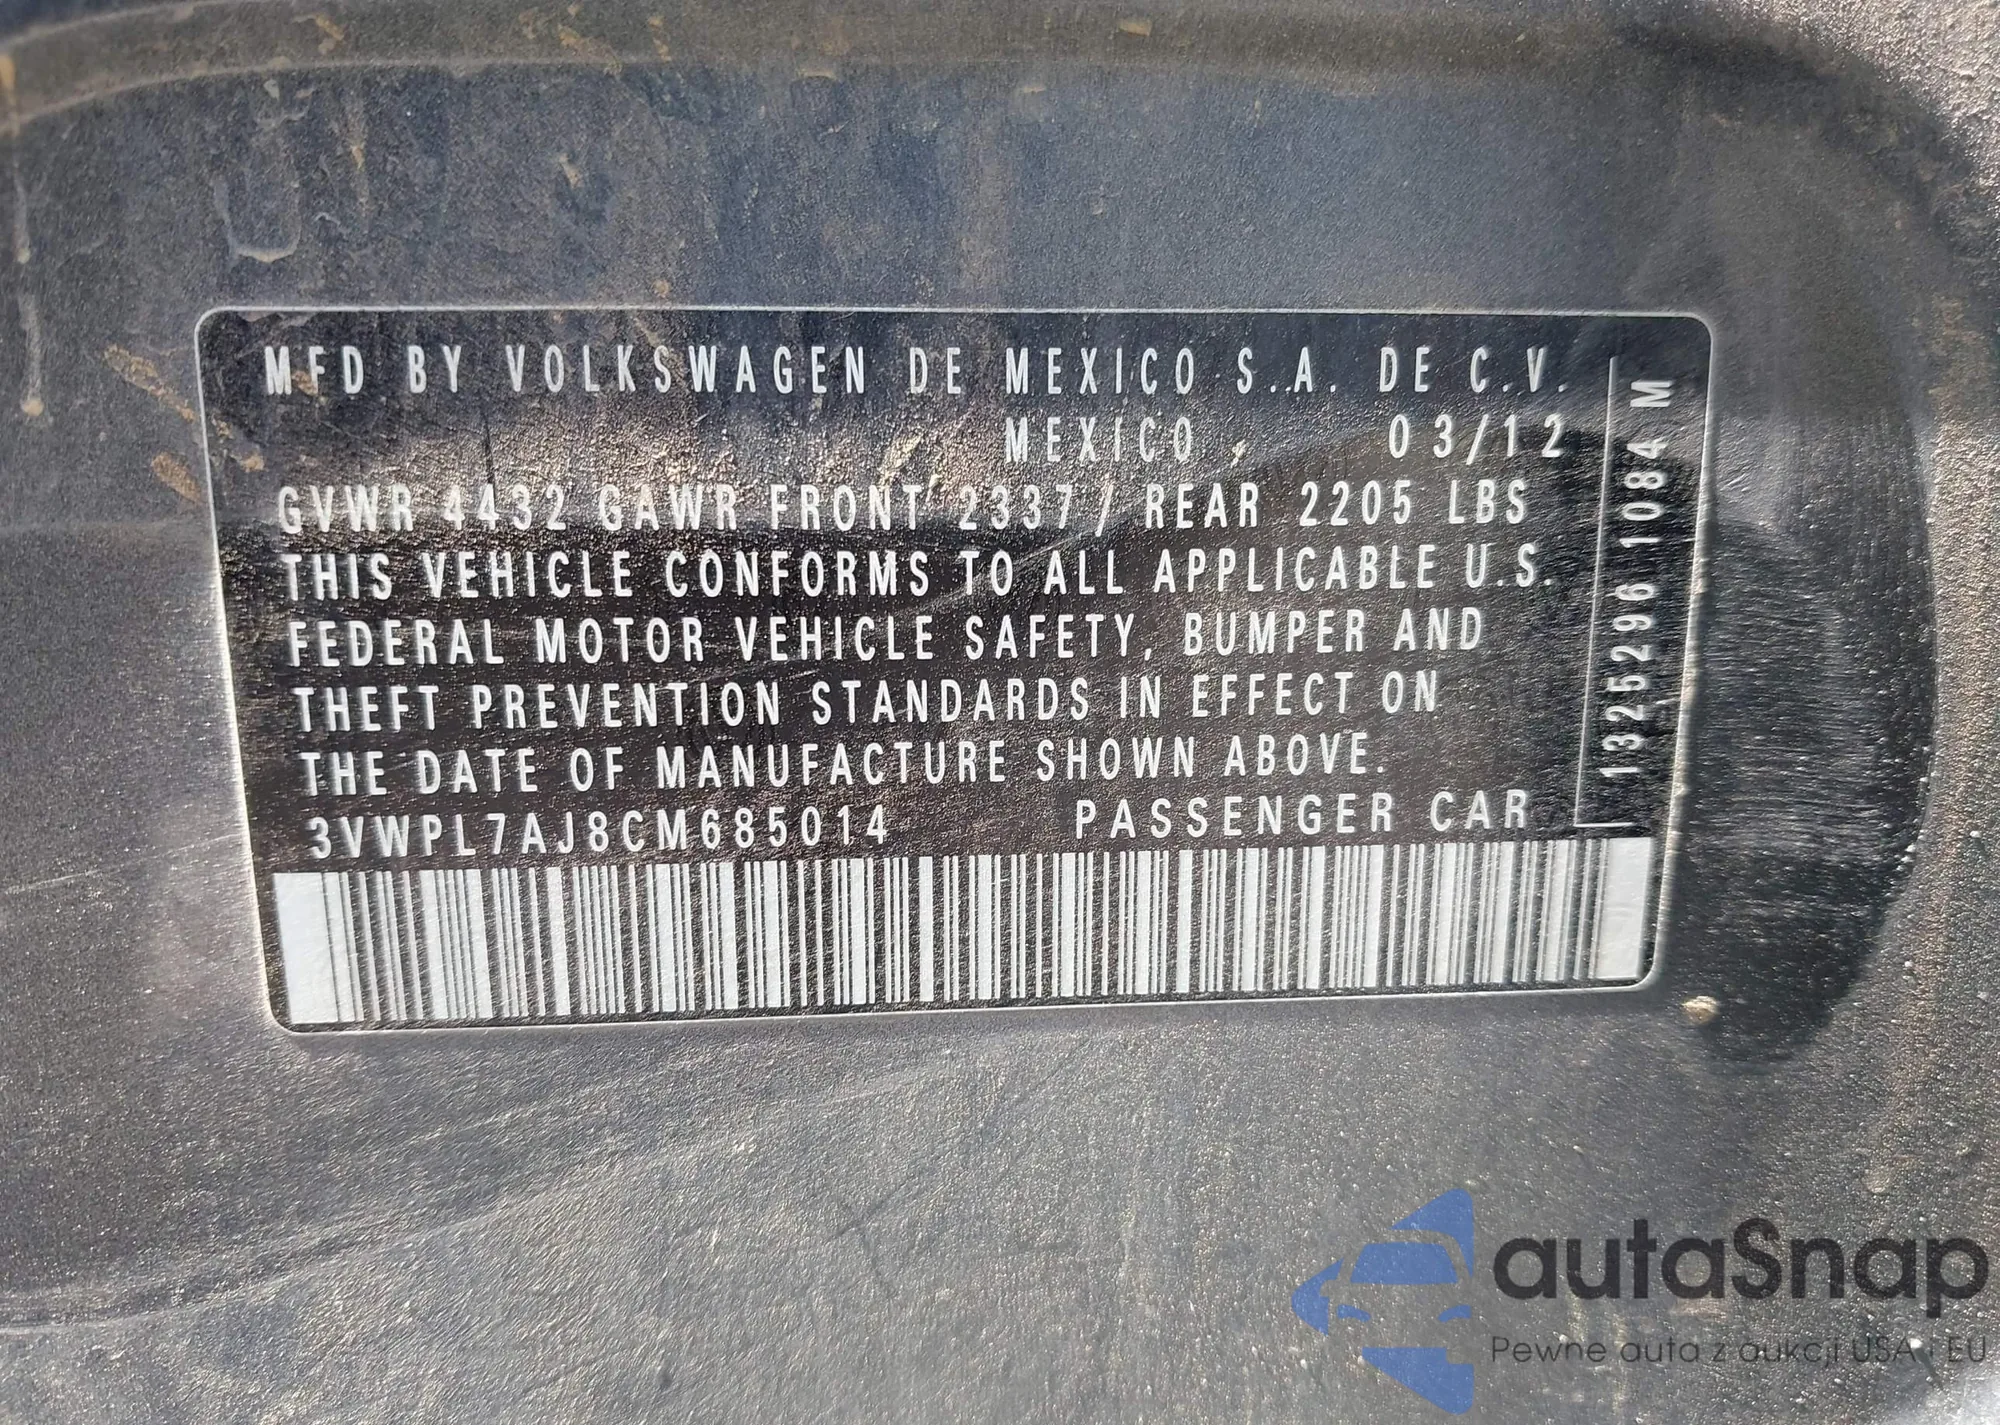 MFD BY VOLKSWAGEN DE MEXICO S.A. DE C.V.
MEXICO 03/12
GVWR 4432 GAWR FRONT 2337 / REAR 2205 LBS
THIS VEHICLE CONFORMS TO ALL APPLICABLE U.S.
FEDERAL MOTOR VEHICLE SAFETY, BUMPER AND
THEFT PREVENTION STANDARDS IN EFFECT ON
THE DATE OF MANUFACTURE SHOWN ABOVE.
3VWPL7AJ8CM685014 PASSENGER CAR
1325296 1084 M
autaSnap
Pewne auta z aukcji USA i EU